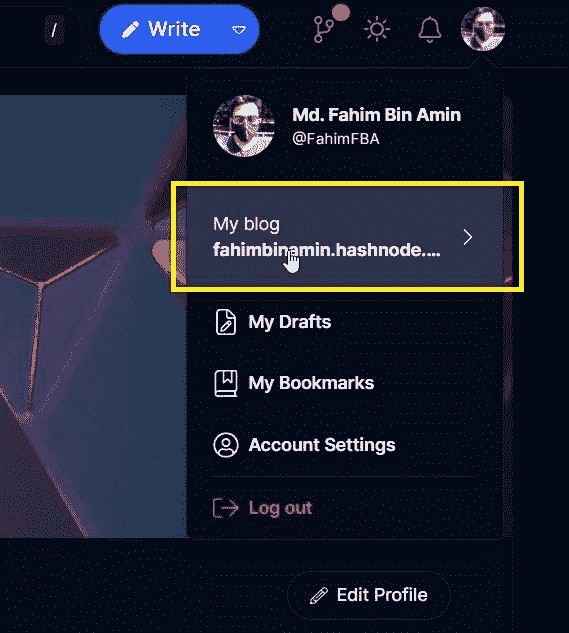 /
Write
Md. Fahim Bin Amin
@FahimFBA
My blog
fahimbinamin.hashnode....
My Drafts
My Bookmarks
Account Settings
Log out
Edit Profile